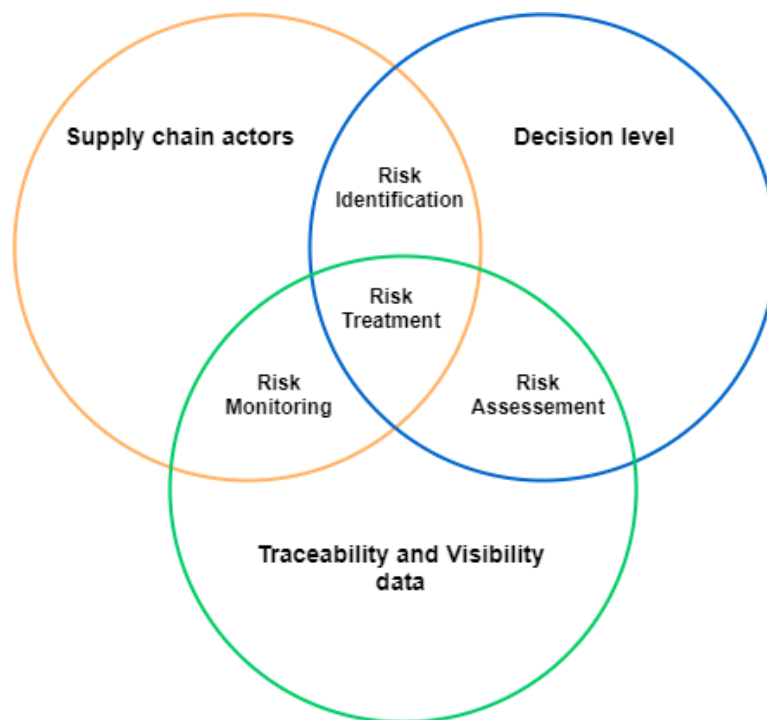 Supply chain actors
Decision level
Risk
Identification
Risk
Treatment
Risk
Monitoring
Risk
Assessement
Traceability and Visibility
data